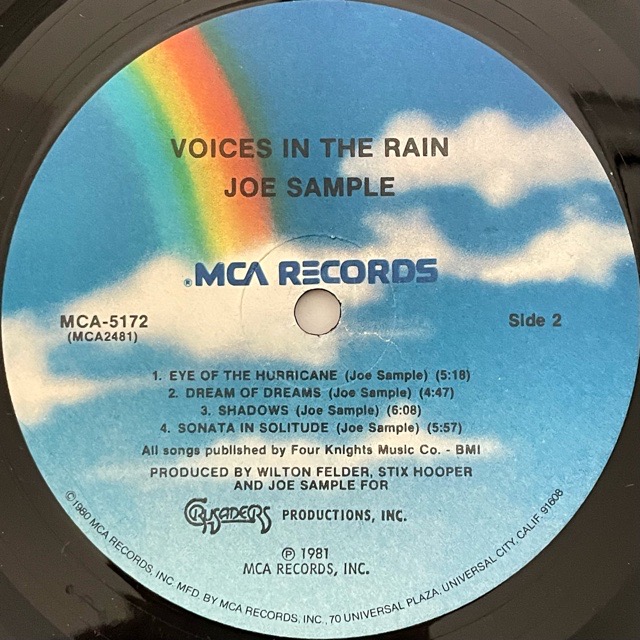 VOICES IN THE RAIN
JOE SAMPLE
® MCA RECORDS
MCA-5172
(MCA2481)
Side 2
1. EYE OF THE HURRICANE (Joe Sample) (5:18)
2. DREAM OF DREAMS (Joe Sample) (4:47)
3. SHADOWS (Joe Sample) (6:08)
4. SONATA IN SOLITUDE (Joe Sample) (5:57)
All songs published by Four Knights Music Co. - BMI
PRODUCED BY WILTON FELDER, STIX HOOPER
AND JOE SAMPLE FOR
CRUSADERS PRODUCTIONS, INC.
℗ 1981
MCA RECORDS, INC.
©1980 MCA RECORDS, INC. MFD. BY MCA RECORDS, INC., 70 UNIVERSAL PLAZA, UNIVERSAL CITY, CALIF. 91608